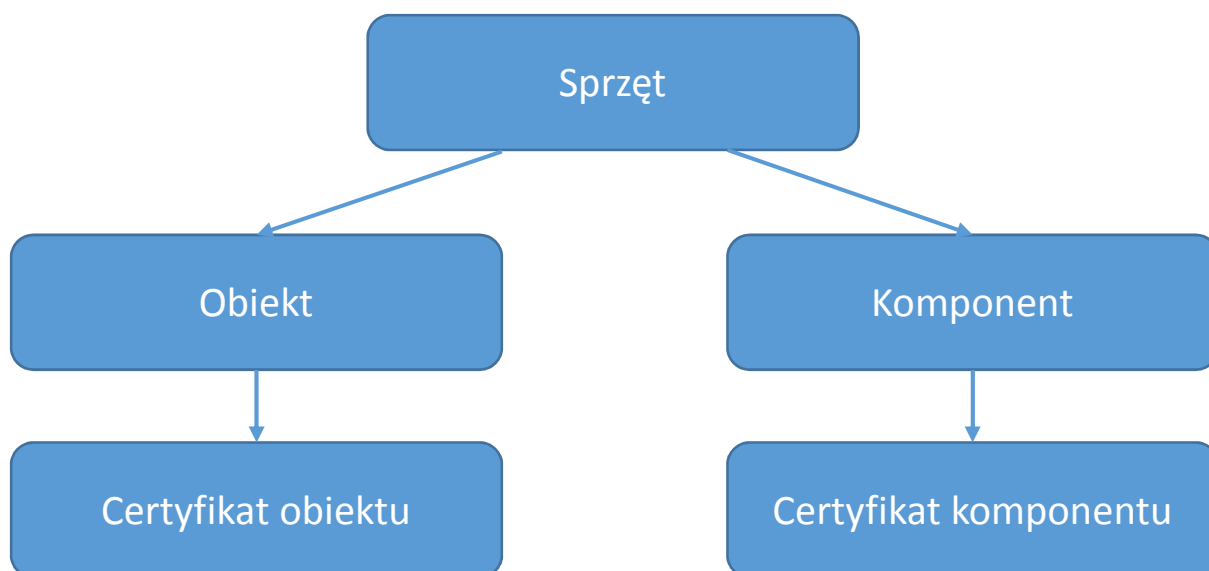 Sprzęt
Obiekt
Komponent
Certyfikat obiektu
Certyfikat komponentu